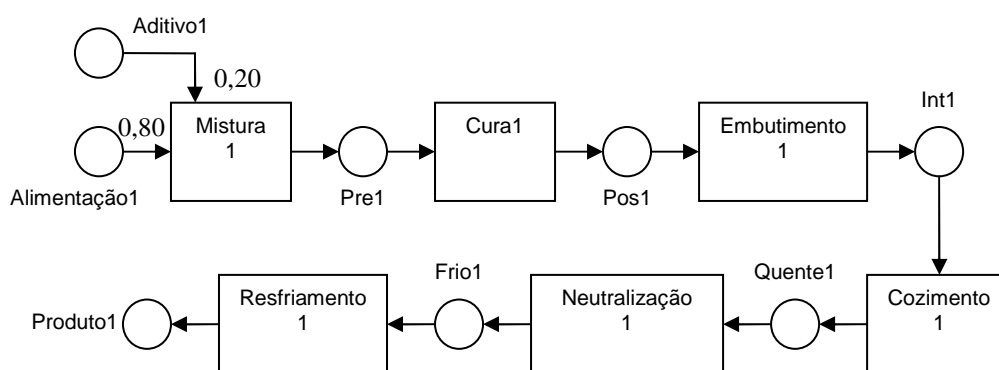 Aditivo1
0,20
0,80
Mistura
1
Cura1
Embutimento
1
Int1
Alimentação1
Pre1
Pos1
Frio1
Quente1
Produto1
Resfriamento
1
Neutralização
1
Cozimento
1